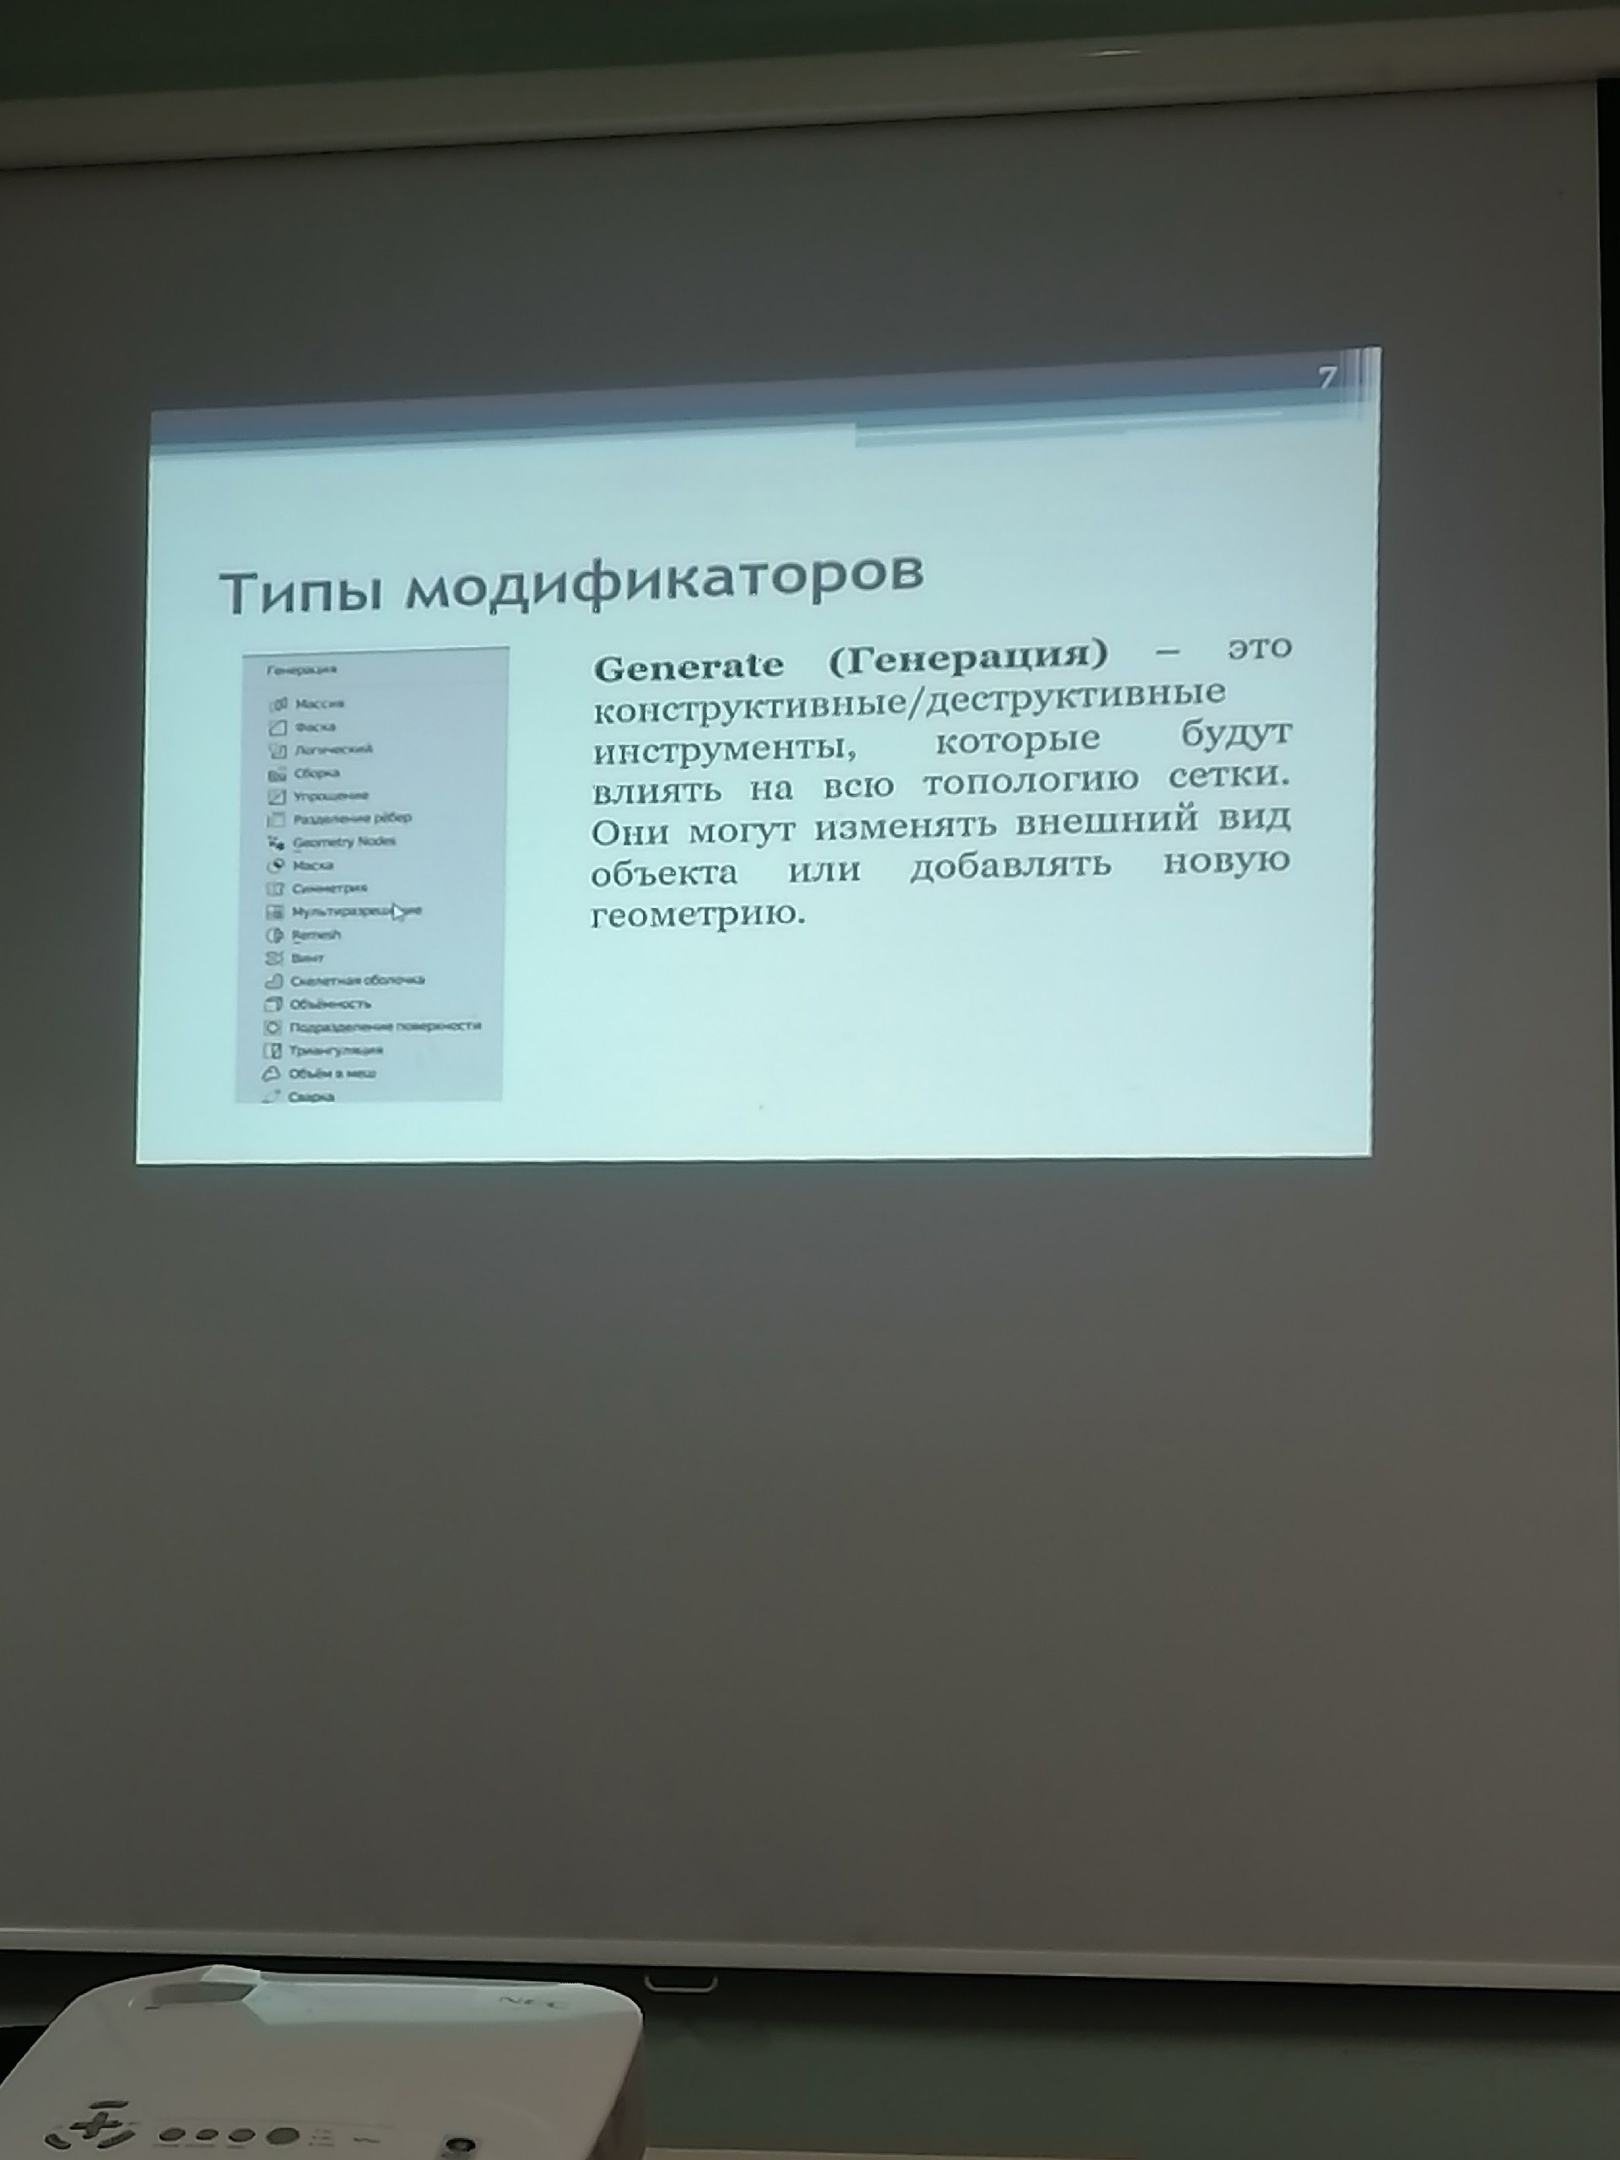 7
Типы модификаторов
Генерация
Массив
Фаска
Логический
Сборка
Упрощение
Разделение рёбер
Geometry Nodes
Маска
Симметрия
Мультиразрешение
Remesh
Винт
Скелетная оболочка
Объёмность
Подразделение поверхности
Триангуляция
Объём в меш
Сварка
Generate (Генерация) – это
конструктивные/деструктивные
инструменты, которые будут
влиять на всю топологию сетки.
Они могут изменять внешний вид
объекта или добавлять новую
геометрию.
NEC